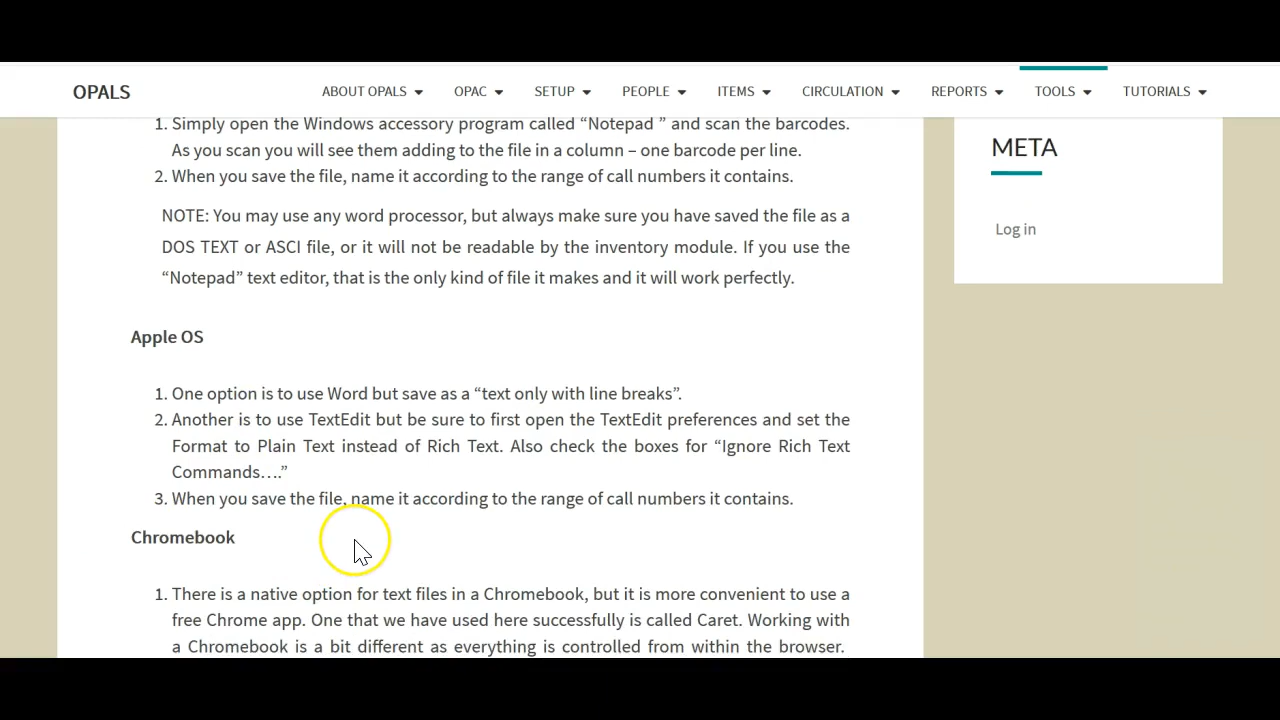 OPALS
ABOUT OPALS OPAC SETUP PEOPLE ITEMS CIRCULATION REPORTS TOOLS TUTORIALS
1. Simply open the Windows accessory program called “Notepad ” and scan the barcodes.
As you scan you will see them adding to the file in a column – one barcode per line.
2. When you save the file, name it according to the range of call numbers it contains.
NOTE: You may use any word processor, but always make sure you have saved the file as a
DOS TEXT or ASCI file, or it will not be readable by the inventory module. If you use the
“Notepad” text editor, that is the only kind of file it makes and it will work perfectly.
Apple OS
1. One option is to use Word but save as a “text only with line breaks”.
2. Another is to use TextEdit but be sure to first open the TextEdit preferences and set the
Format to Plain Text instead of Rich Text. Also check the boxes for “Ignore Rich Text
Commands….”
3. When you save the file, name it according to the range of call numbers it contains.
Chromebook
1. There is a native option for text files in a Chromebook, but it is more convenient to use a
free Chrome app. One that we have used here successfully is called Caret. Working with
a Chromebook is a bit different as everything is controlled from within the browser.
META
Log in